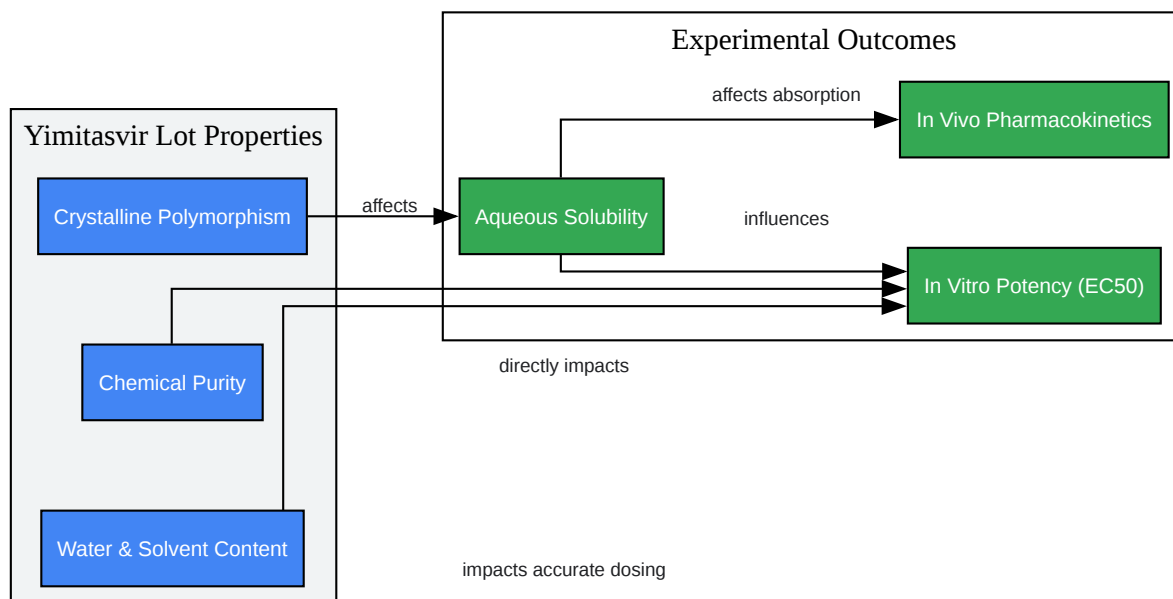 Experimental Outcomes
affects absorption
In Vivo Pharmacokinetics
Yimitasvir Lot Properties
Crystalline Polymorphism
affects
Aqueous Solubility
influences
In Vitro Potency (EC50)
directly impacts
Chemical Purity
Water & Solvent Content
impacts accurate dosing